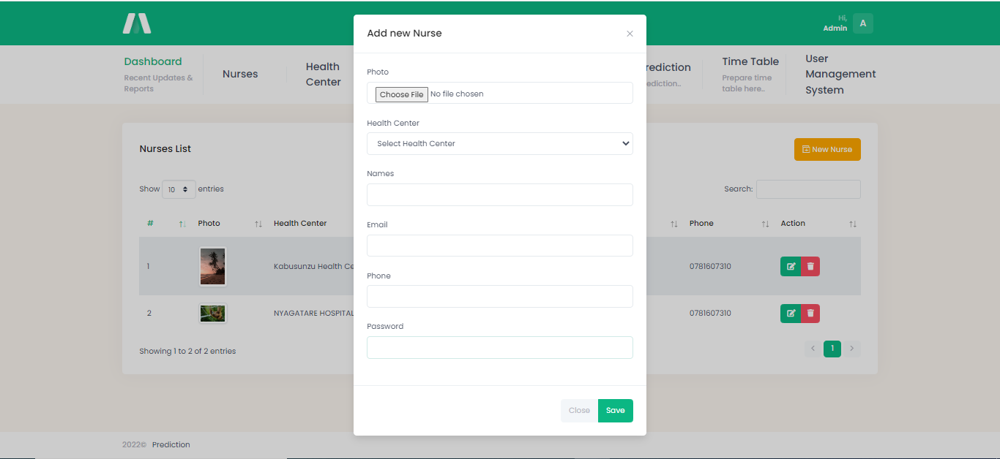 Hi,
Admin
A
Dashboard
Recent Updates &
Reports
Nurses
Health
Center
rediction
ediction..
Time Table
Prepare time
table here..
User
Management
System
Add new Nurse
Photo
Choose File No file chosen
Health Center
Select Health Center
Names
Email
Phone
Password
Close
Save
Nurses List
New Nurse
Show 10 entries
Search:
# Photo Health Center Phone Action
1 Kabusunzu Health Ce 0781607310
2 NYAGATARE HOSPITAL 0781607310
Showing 1 to 2 of 2 entries
1
2022© Prediction